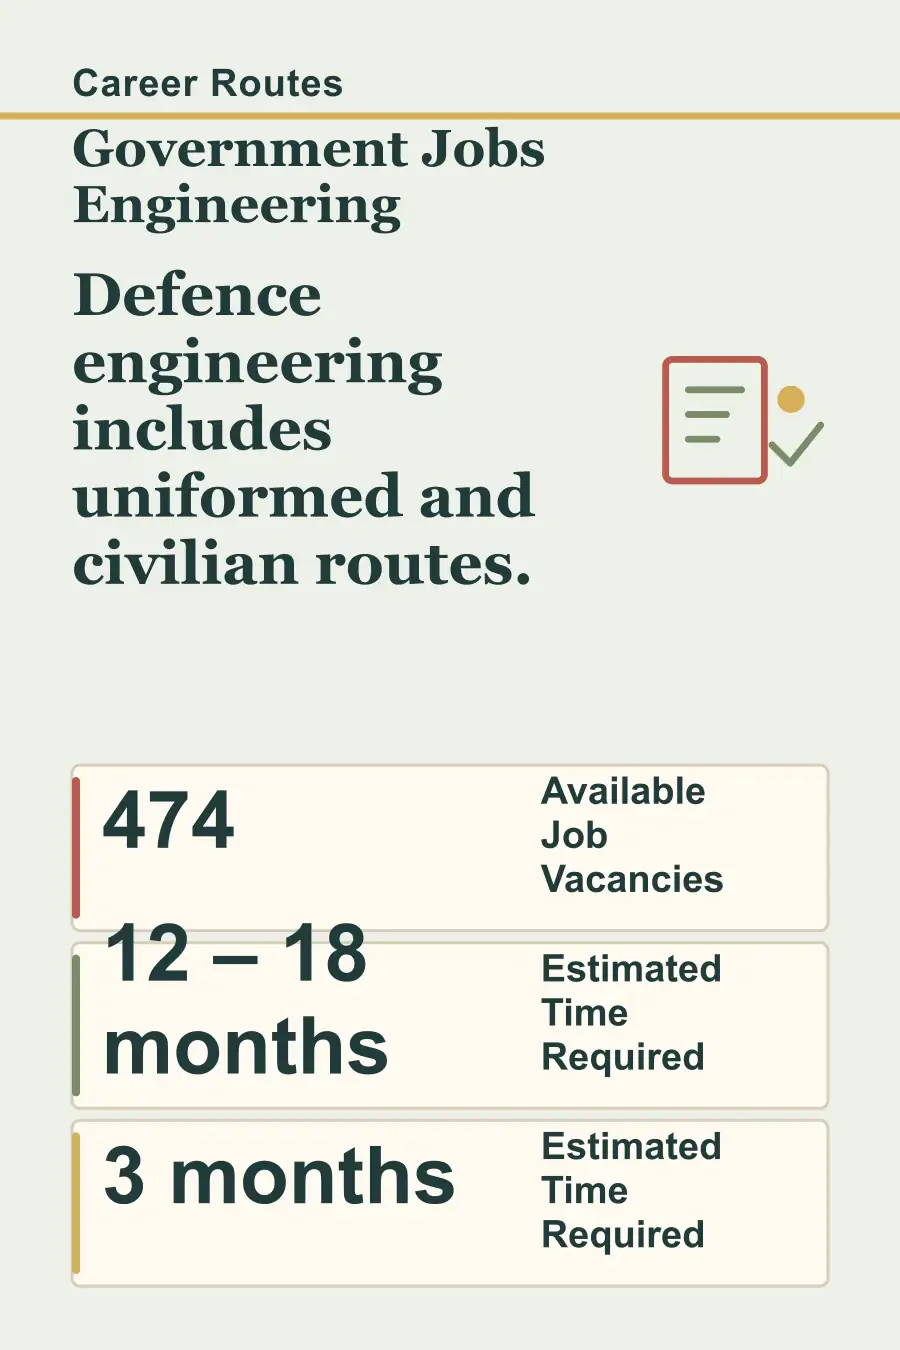 Career Routes
Government Jobs
Engineering
Defence
engineering
includes
uniformed and
civilian routes.
474
Available
Job
Vacancies
12 – 18
months
Estimated
Time
Required
3 months
Estimated
Time
Required